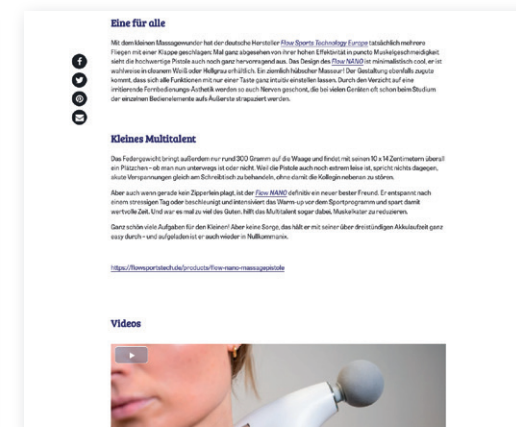 Eine für alle
Mit dem kleinen Massagewunder hat der deutsche Hersteller Flow Sports Technology Europe tatsächlich mehrere
Fliegen mit einer Klappe geschlagen: Mal ganz abgesehen von ihrer hohen Effektivität in puncto Muskelgeschmeidigkeit
sieht die hochwertige Pistole auch noch ganz hervorragend aus. Das Design des Flow NANO ist minimalistisch cool, er ist
wahlweise in cleanem Weiß oder Hellgrau erhältlich. Ein ziemlich hübscher Masseur! Der Gestaltung ebenfalls zugute
kommt, dass sich alle Funktionen mit nur einer Taste ganz intuitiv einstellen lassen. Durch den Verzicht auf eine
irritierende Fernbedienungs-Ästhetik werden so auch Nerven geschont, die bei vielen Geräten oft schon beim Studium
der einzelnen Bedienelemente aufs Äußerste strapaziert werden.
Kleines Multitalent
Das Federgewicht bringt außerdem nur rund 300 Gramm auf die Waage und findet mit seinen 10 x 14 Zentimetern überall
ein Plätzchen – ob man nun unterwegs ist oder nicht. Weil die Pistole auch noch extrem leise ist, spricht nichts dagegen,
akute Verspannungen gleich am Schreibtisch zu behandeln, ohne damit die Kollegin nebenan zu stören.
Aber auch wenn gerade kein Zipperlein plagt, ist der Flow NANO definitiv ein neuer bester Freund. Er entspannt nach
einem stressigen Tag oder beschleunigt und intensiviert das Warm-up vor dem Sportprogramm und spart damit
wertvolle Zeit. Und war es mal zu viel des Guten, hilft das Multitalent sogar dabei, Muskelkater zu reduzieren.
Ganz schön viele Aufgaben für den Kleinen! Aber keine Sorge, das hält er mit seiner über dreistündigen Akkulaufzeit ganz
easy durch – und aufgeladen ist er auch wieder in Nullkommanix.
https://flowsportstech.de/products/flow-nano-massagepistole
Videos